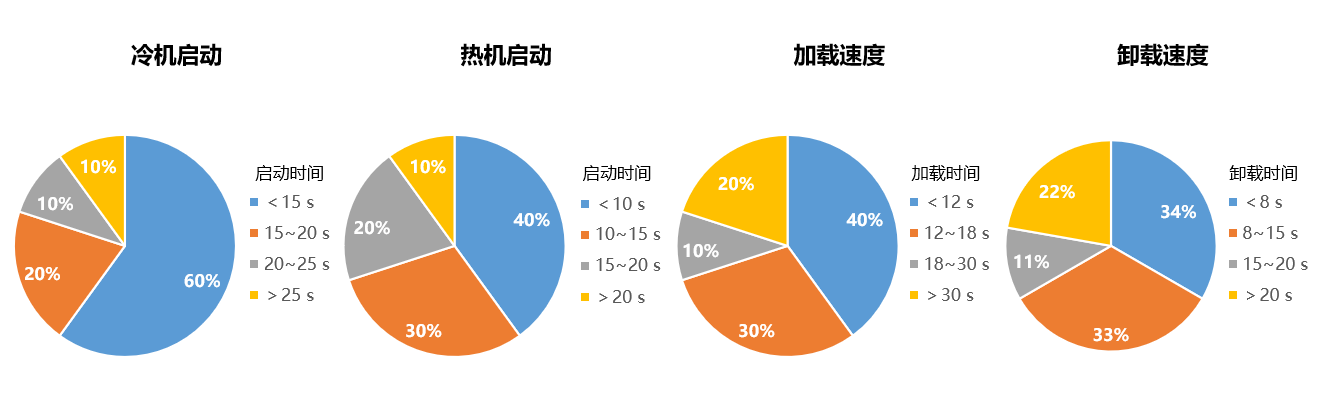 冷机启动
60%
20%
10%
10%
启动时间
＜15 s
15~20 s
20~25 s
＞25 s
热机启动
40%
30%
20%
10%
启动时间
＜10 s
10~15 s
15~20 s
＞20 s
加载速度
40%
30%
10%
20%
加载时间
＜12 s
12~18 s
18~30 s
＞30 s
卸载速度
34%
33%
11%
22%
卸载时间
＜8 s
8~15 s
15~20 s
＞20 s